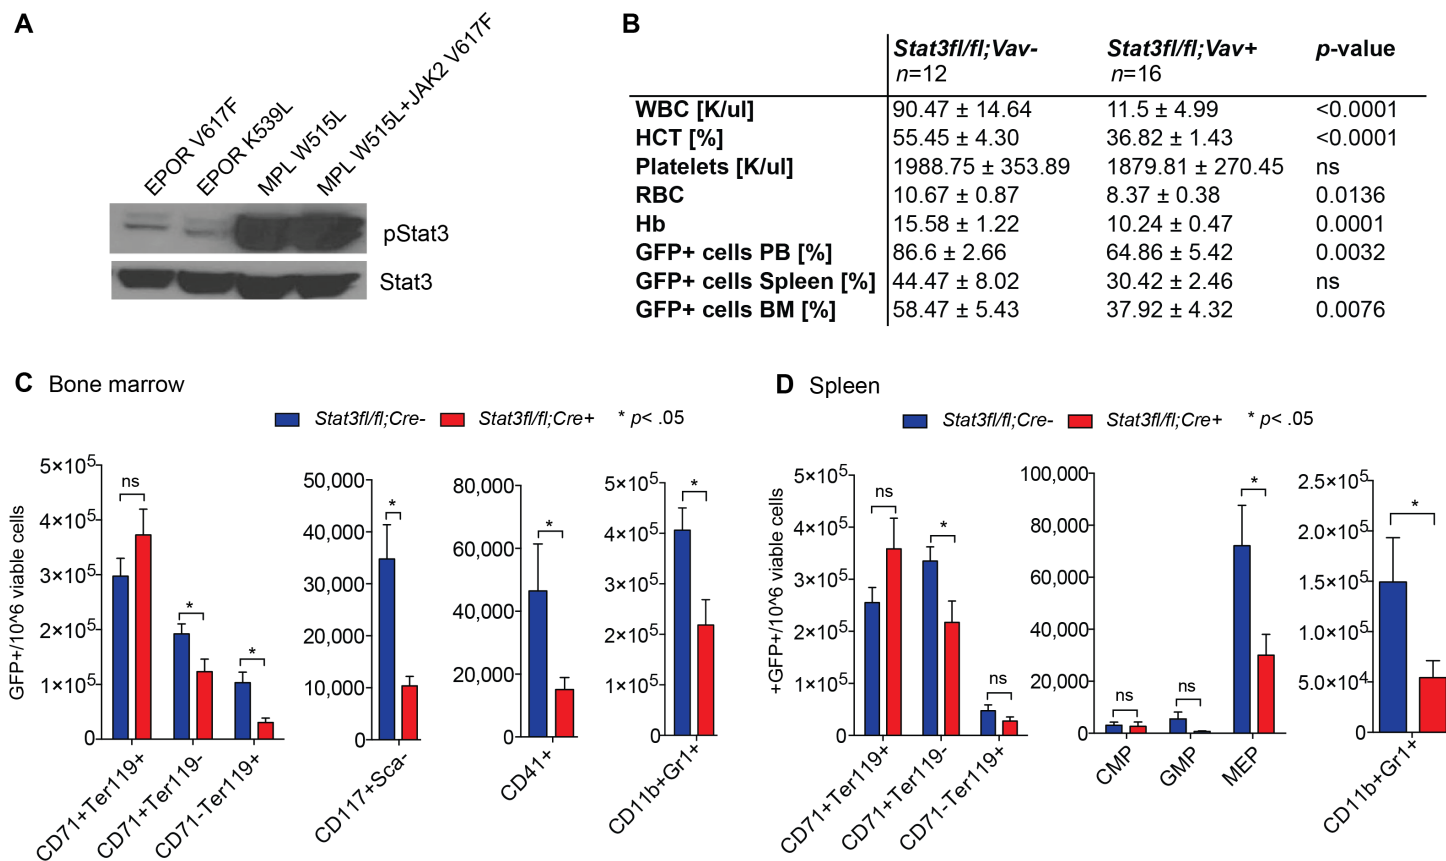 A
EPOR V617F
EPOR K539L
MPL W515L
MPL W515L+JAK2 V617F
pStat3
Stat3
B
Stat3fl/fl;Vav- Stat3fl/fl;Vav+ p-value
n=12 n=16
WBC [K/ul] 90.47 ± 14.64 11.5 ± 4.99 <0.0001
HCT [%] 55.45 ± 4.30 36.82 ± 1.43 <0.0001
Platelets [K/ul] 1988.75 ± 353.89 1879.81 ± 270.45 ns
RBC 10.67 ± 0.87 8.37 ± 0.38 0.0136
Hb 15.58 ± 1.22 10.24 ± 0.47 0.0001
GFP+ cells PB [%] 86.6 ± 2.66 64.86 ± 5.42 0.0032
GFP+ cells Spleen [%] 44.47 ± 8.02 30.42 ± 2.46 ns
GFP+ cells BM [%] 58.47 ± 5.43 37.92 ± 4.32 0.0076
C Bone marrow
Stat3fl/fl;Cre- Stat3fl/fl;Cre+ * p< .05
GFP+/10^6 viable cells
5×10⁵
4×10⁵
3×10⁵
2×10⁵
1×10⁵
0
ns
*
*
CD71+Ter119+
CD71+Ter119-
CD71-Ter119+
50,000
40,000
30,000
20,000
10,000
0
*
CD117+Sca-
80,000
60,000
40,000
20,000
0
*
CD41+
5×10⁵
4×10⁵
3×10⁵
2×10⁵
1×10⁵
0
*
CD11b+Gr1+
D Spleen
Stat3fl/fl;Cre- Stat3fl/fl;Cre+ * p< .05
+GFP+/10^6 viable cells
5×10⁵
4×10⁵
3×10⁵
2×10⁵
1×10⁵
0
ns
*
ns
CD71+Ter119+
CD71+Ter119-
CD71-Ter119+
100,000
80,000
60,000
40,000
20,000
0
ns
ns
*
CMP
GMP
MEP
2.5×10⁵
2.0×10⁵
1.5×10⁵
1.0×10⁵
5.0×10⁴
0
*
CD11b+Gr1+